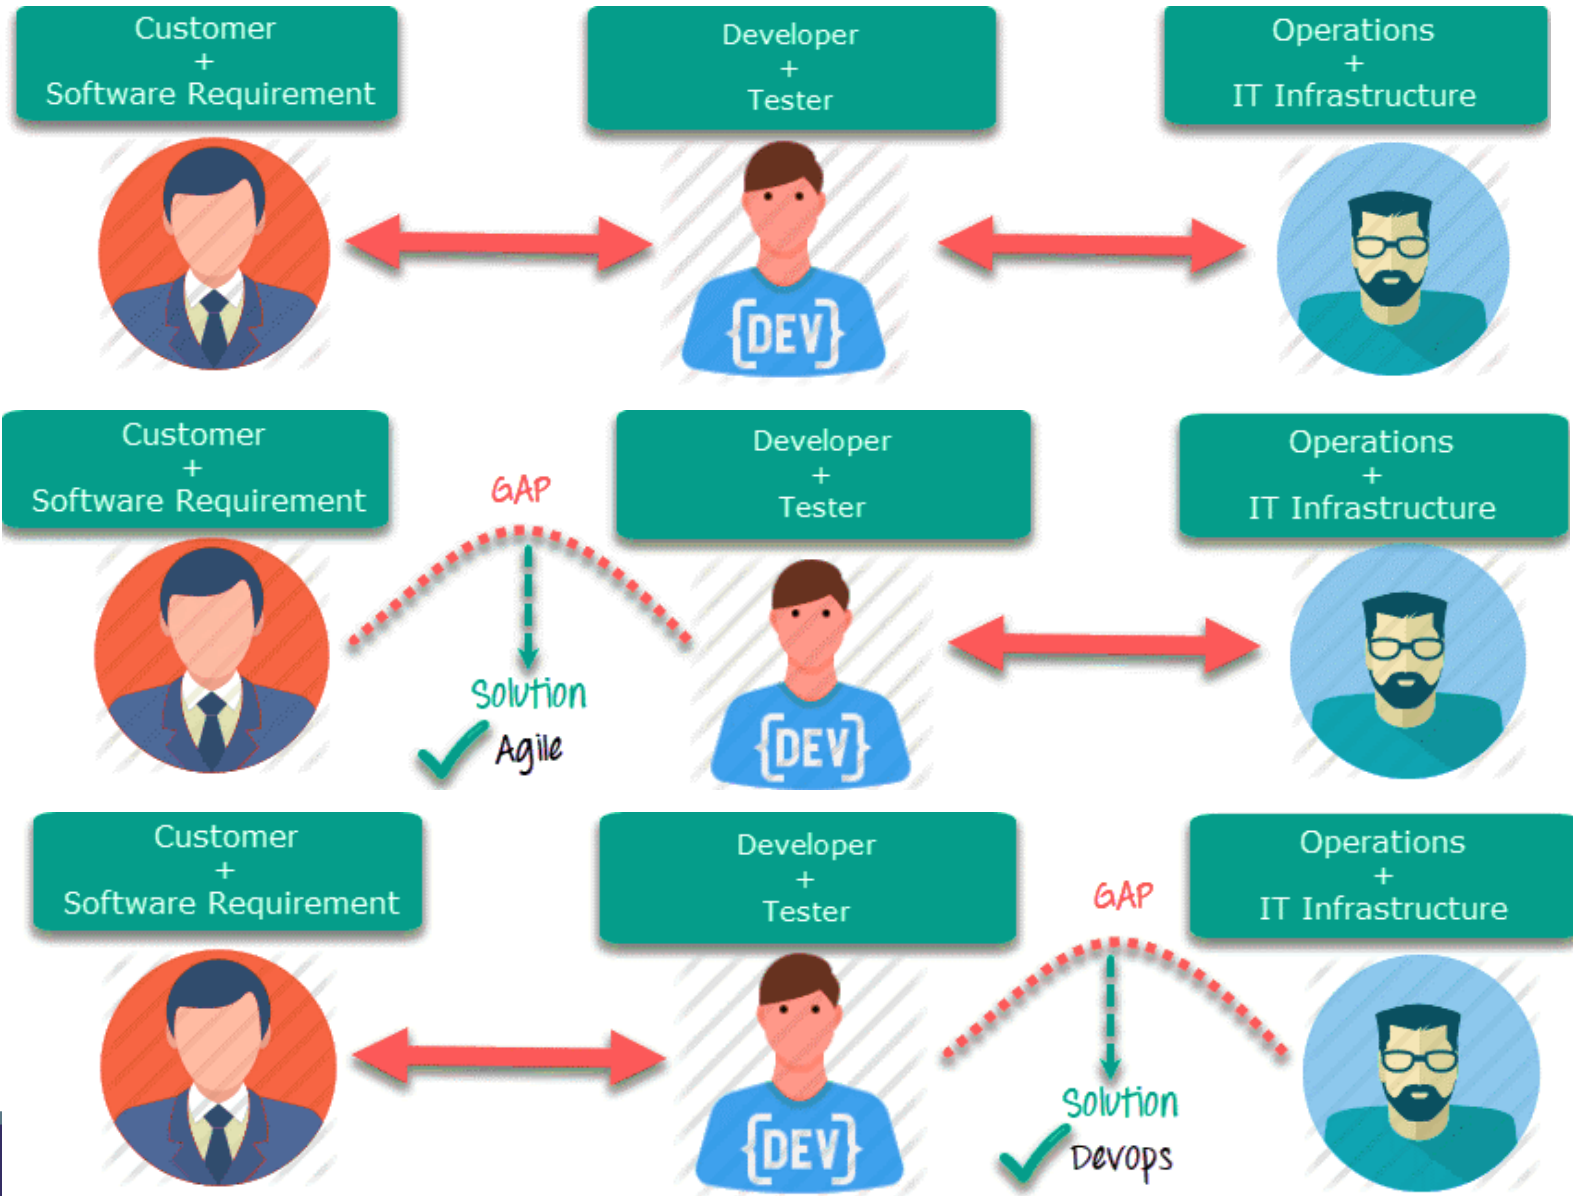 Customer
+
Software Requirement
Developer
+
Tester
Operations
+
IT Infrastructure
{DEV}
Customer
+
Software Requirement
GAP
Solution
Agile
Developer
+
Tester
{DEV}
Operations
+
IT Infrastructure
Customer
+
Software Requirement
Developer
+
Tester
{DEV}
GAP
Solution
Devops
Operations
+
IT Infrastructure